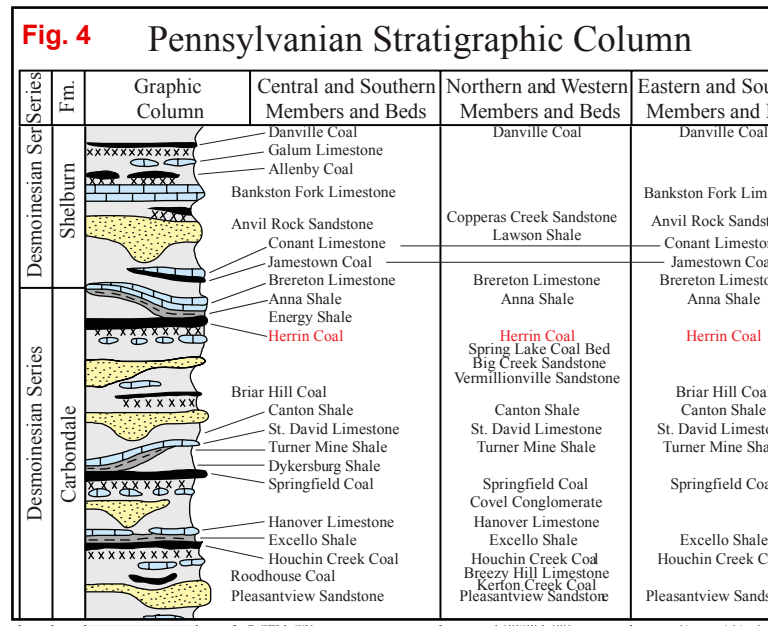 Fig. 4
Pennsylvanian Stratigraphic Column
Series
Fm.
Graphic Column
Central and Southern Members and Beds
Northern and Western Members and Beds
Eastern and Sou
Members and
Desmoinesian Ser
Shelburn
Desmoinesian Series
Carbondale
Danville Coal
Galum Limestone
Allenby Coal
Bankston Fork Limestone
Anvil Rock Sandstone
Conant Limestone
Jamestown Coal
Brereton Limestone
Anna Shale
Energy Shale
Herrin Coal
Briar Hill Coal
Canton Shale
St. David Limestone
Turner Mine Shale
Dykersburg Shale
Springfield Coal
Hanover Limestone
Excello Shale
Houchin Creek Coal
Roodhouse Coal
Pleasantview Sandstone
Danville Coal
Copperas Creek Sandstone
Lawson Shale
Brereton Limestone
Anna Shale
Herrin Coal
Spring Lake Coal Bed
Big Creek Sandstone
Vermillionville Sandstone
Canton Shale
St. David Limestone
Turner Mine Shale
Springfield Coal
Covel Conglomerate
Hanover Limestone
Excello Shale
Houchin Creek Coal
Breezy Hill Limestone
Kerton Creek Coal
Pleasantview Sandstone
Danville Coal
Bankston Fork Lim
Anvil Rock Sandst
Conant Limesto
Jamestown Coa
Brereton Limesto
Anna Shale
Herrin Coal
Briar Hill Coal
Canton Shale
St. David Limesto
Turner Mine Sha
Springfield Coa
Excello Shale
Houchin Creek C
Pleasantview Sands